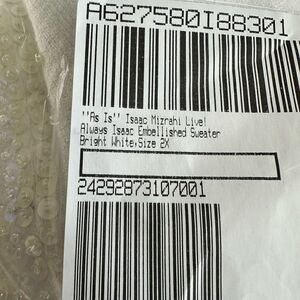 A627580I88301
"As Is" Isaac Mizrahi Live!
Always Isaac Embellished Sweater
Bright White,Size 2X
24292873107001